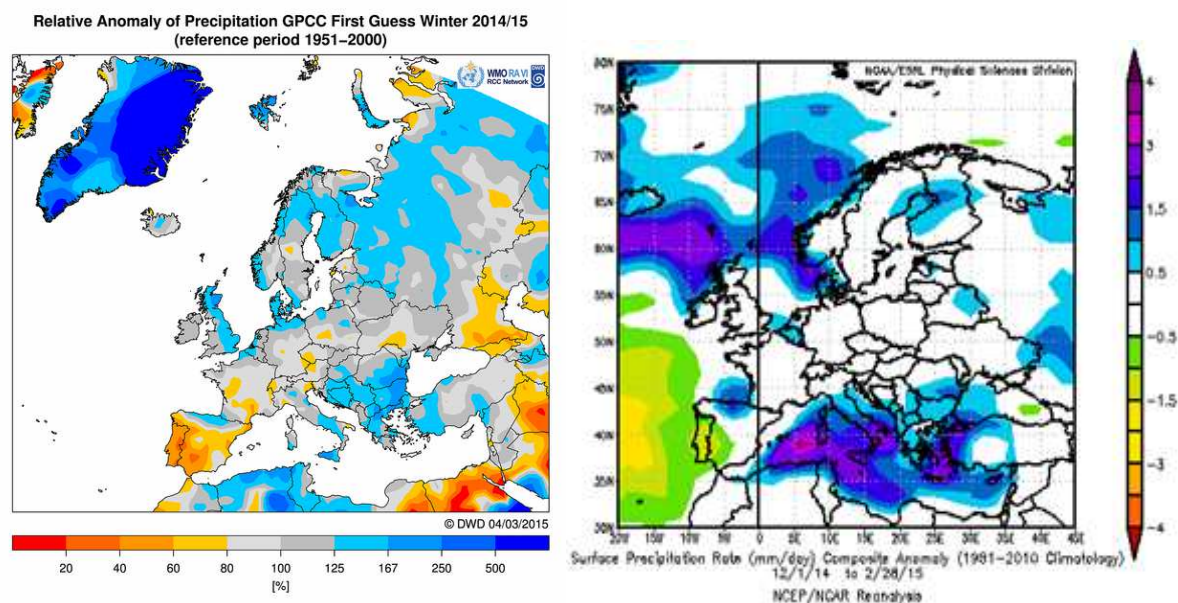 Relative Anomaly of Precipitation GPCC First Guess Winter 2014/15
(reference period 1951−2000)
WMO RA VI
RCC Network
DWD
© DWD 04/03/2015
20 40 60 80 100 125 167 250 500
[%]
NOAA/ESRL Physical Sciences Division
80N
75N
70N
65N
60N
55N
50N
45N
40N
35N
30N
20W 15W 10W 5W 0 5E 10E 15E 20E 25E 30E 35E 40E
4
3
1.5
0.5
−0.5
−1.5
−3
−4
Surface Precipitation Rate (mm/day) Composite Anomaly (1981−2010 Climatology)
12/1/14 to 2/28/15
NCEP/NCAR Reanalysis